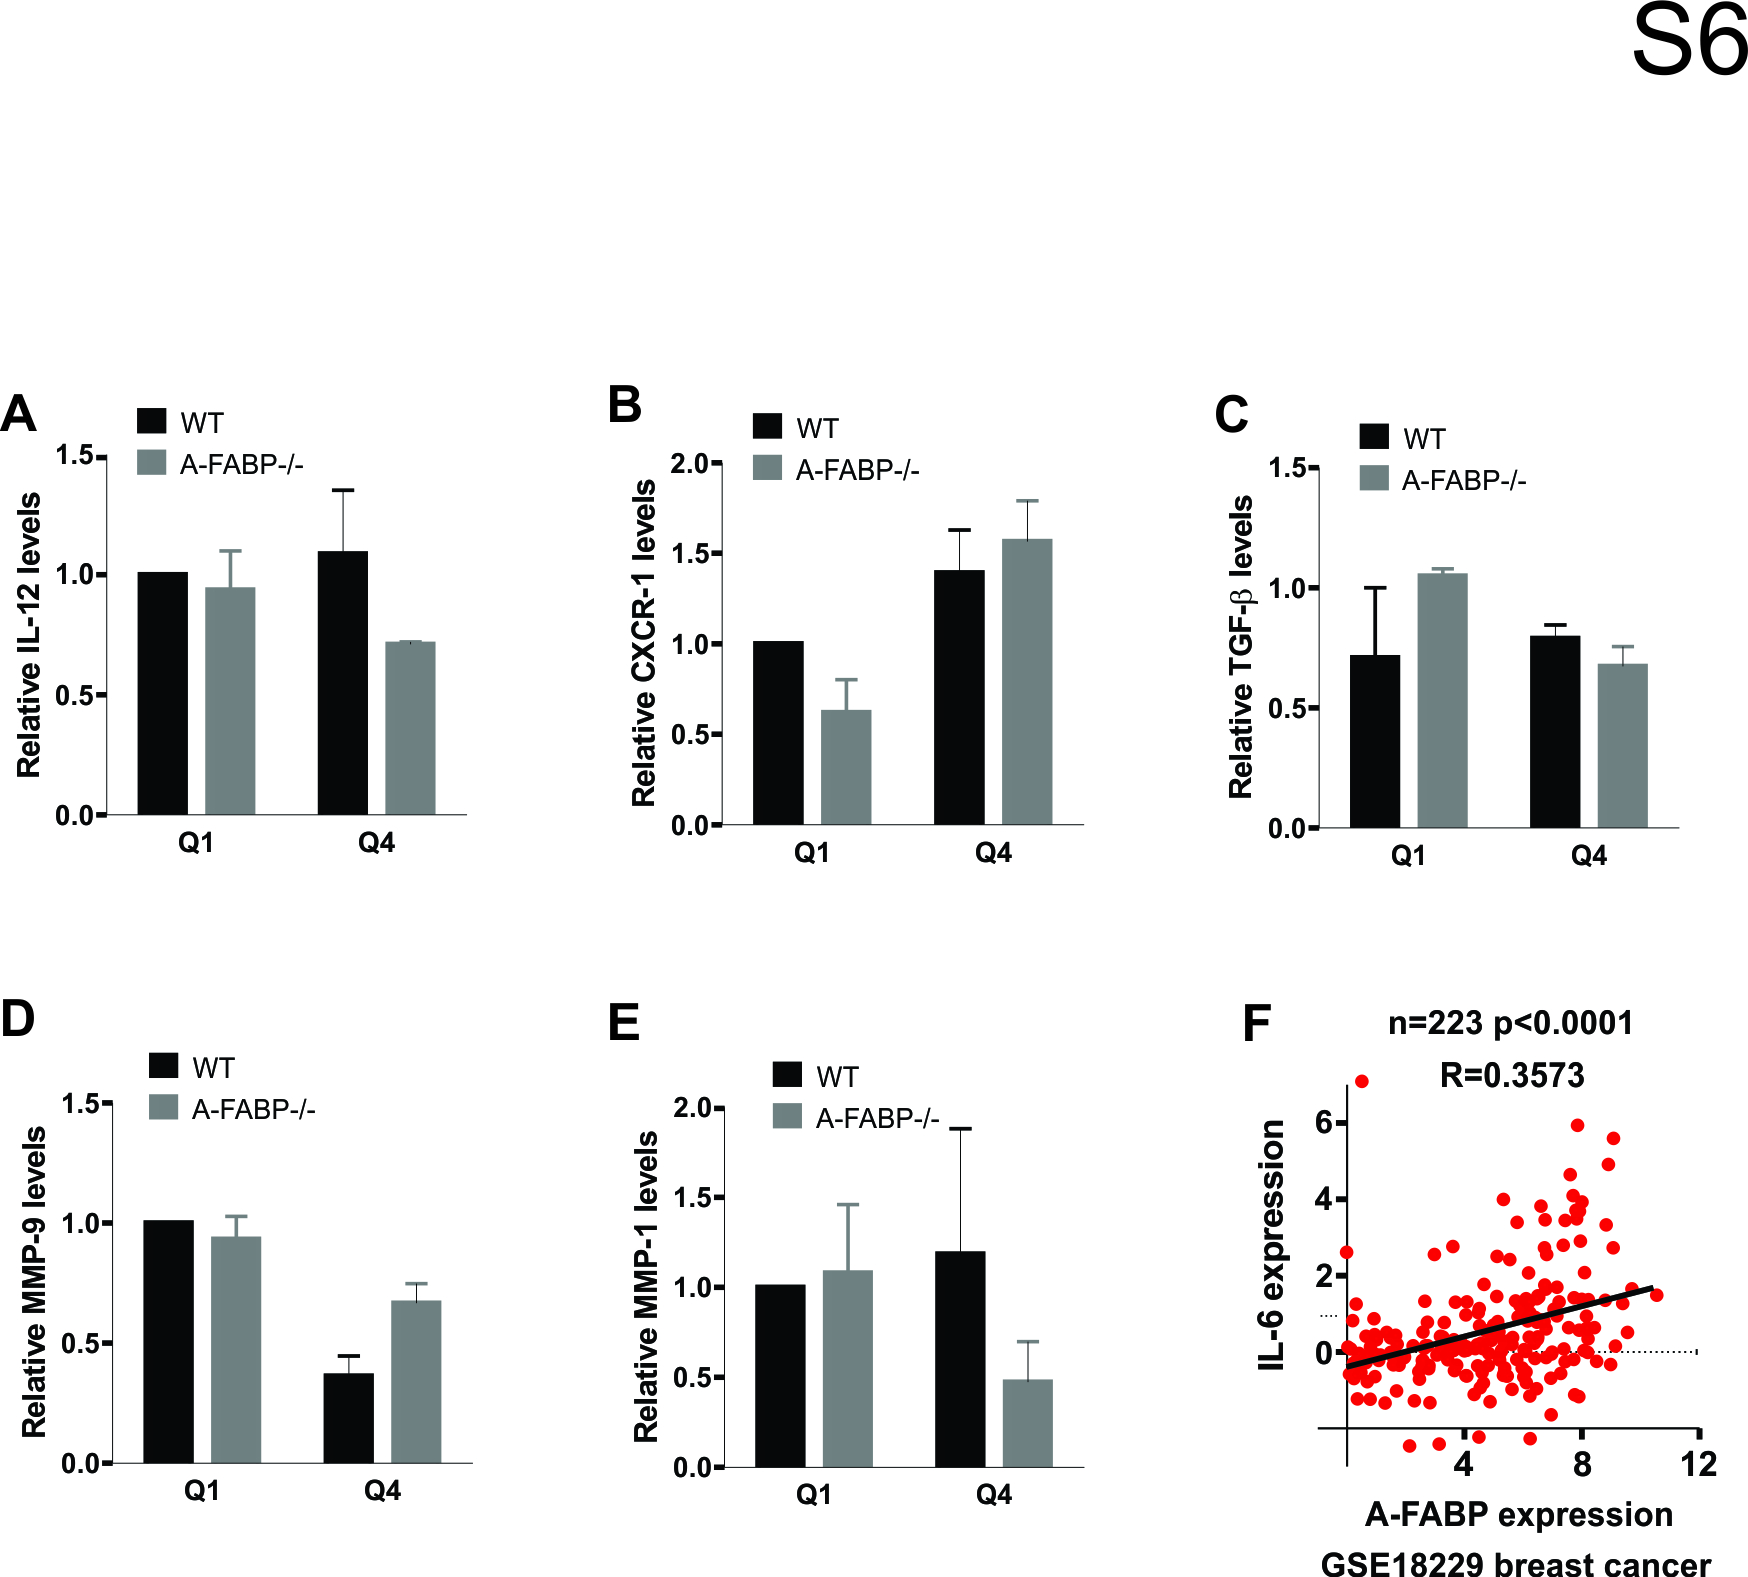 S6
A
WT
A-FABP-/-
Relative IL-12 levels
1.5
1.0
0.5
0.0
Q1 Q4
B
WT
A-FABP-/-
Relative CXCR-1 levels
2.0
1.5
1.0
0.5
0.0
Q1 Q4
C
WT
A-FABP-/-
Relative TGF-β levels
1.5
1.0
0.5
0.0
Q1 Q4
D
WT
A-FABP-/-
Relative MMP-9 levels
1.5
1.0
0.5
0.0
Q1 Q4
E
WT
A-FABP-/-
Relative MMP-1 levels
2.0
1.5
1.0
0.5
0.0
Q1 Q4
F
n=223 p<0.0001
R=0.3573
IL-6 expression
6
4
2
0
4 8 12
A-FABP expression
GSE18229 breast cancer